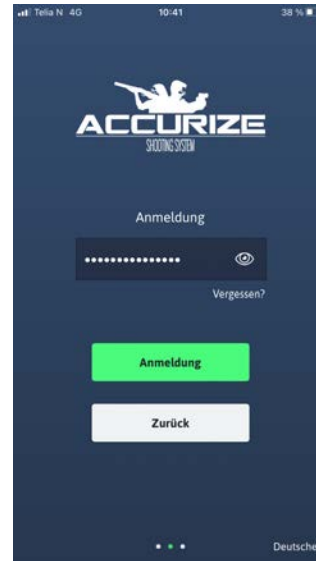 Telia N 4G 10:41 38 %
ACCURIZE
SHOOTING SYSTEM
Anmeldung
•••••••••••••••
Vergessen?
Anmeldung
Zurück
Deutsche